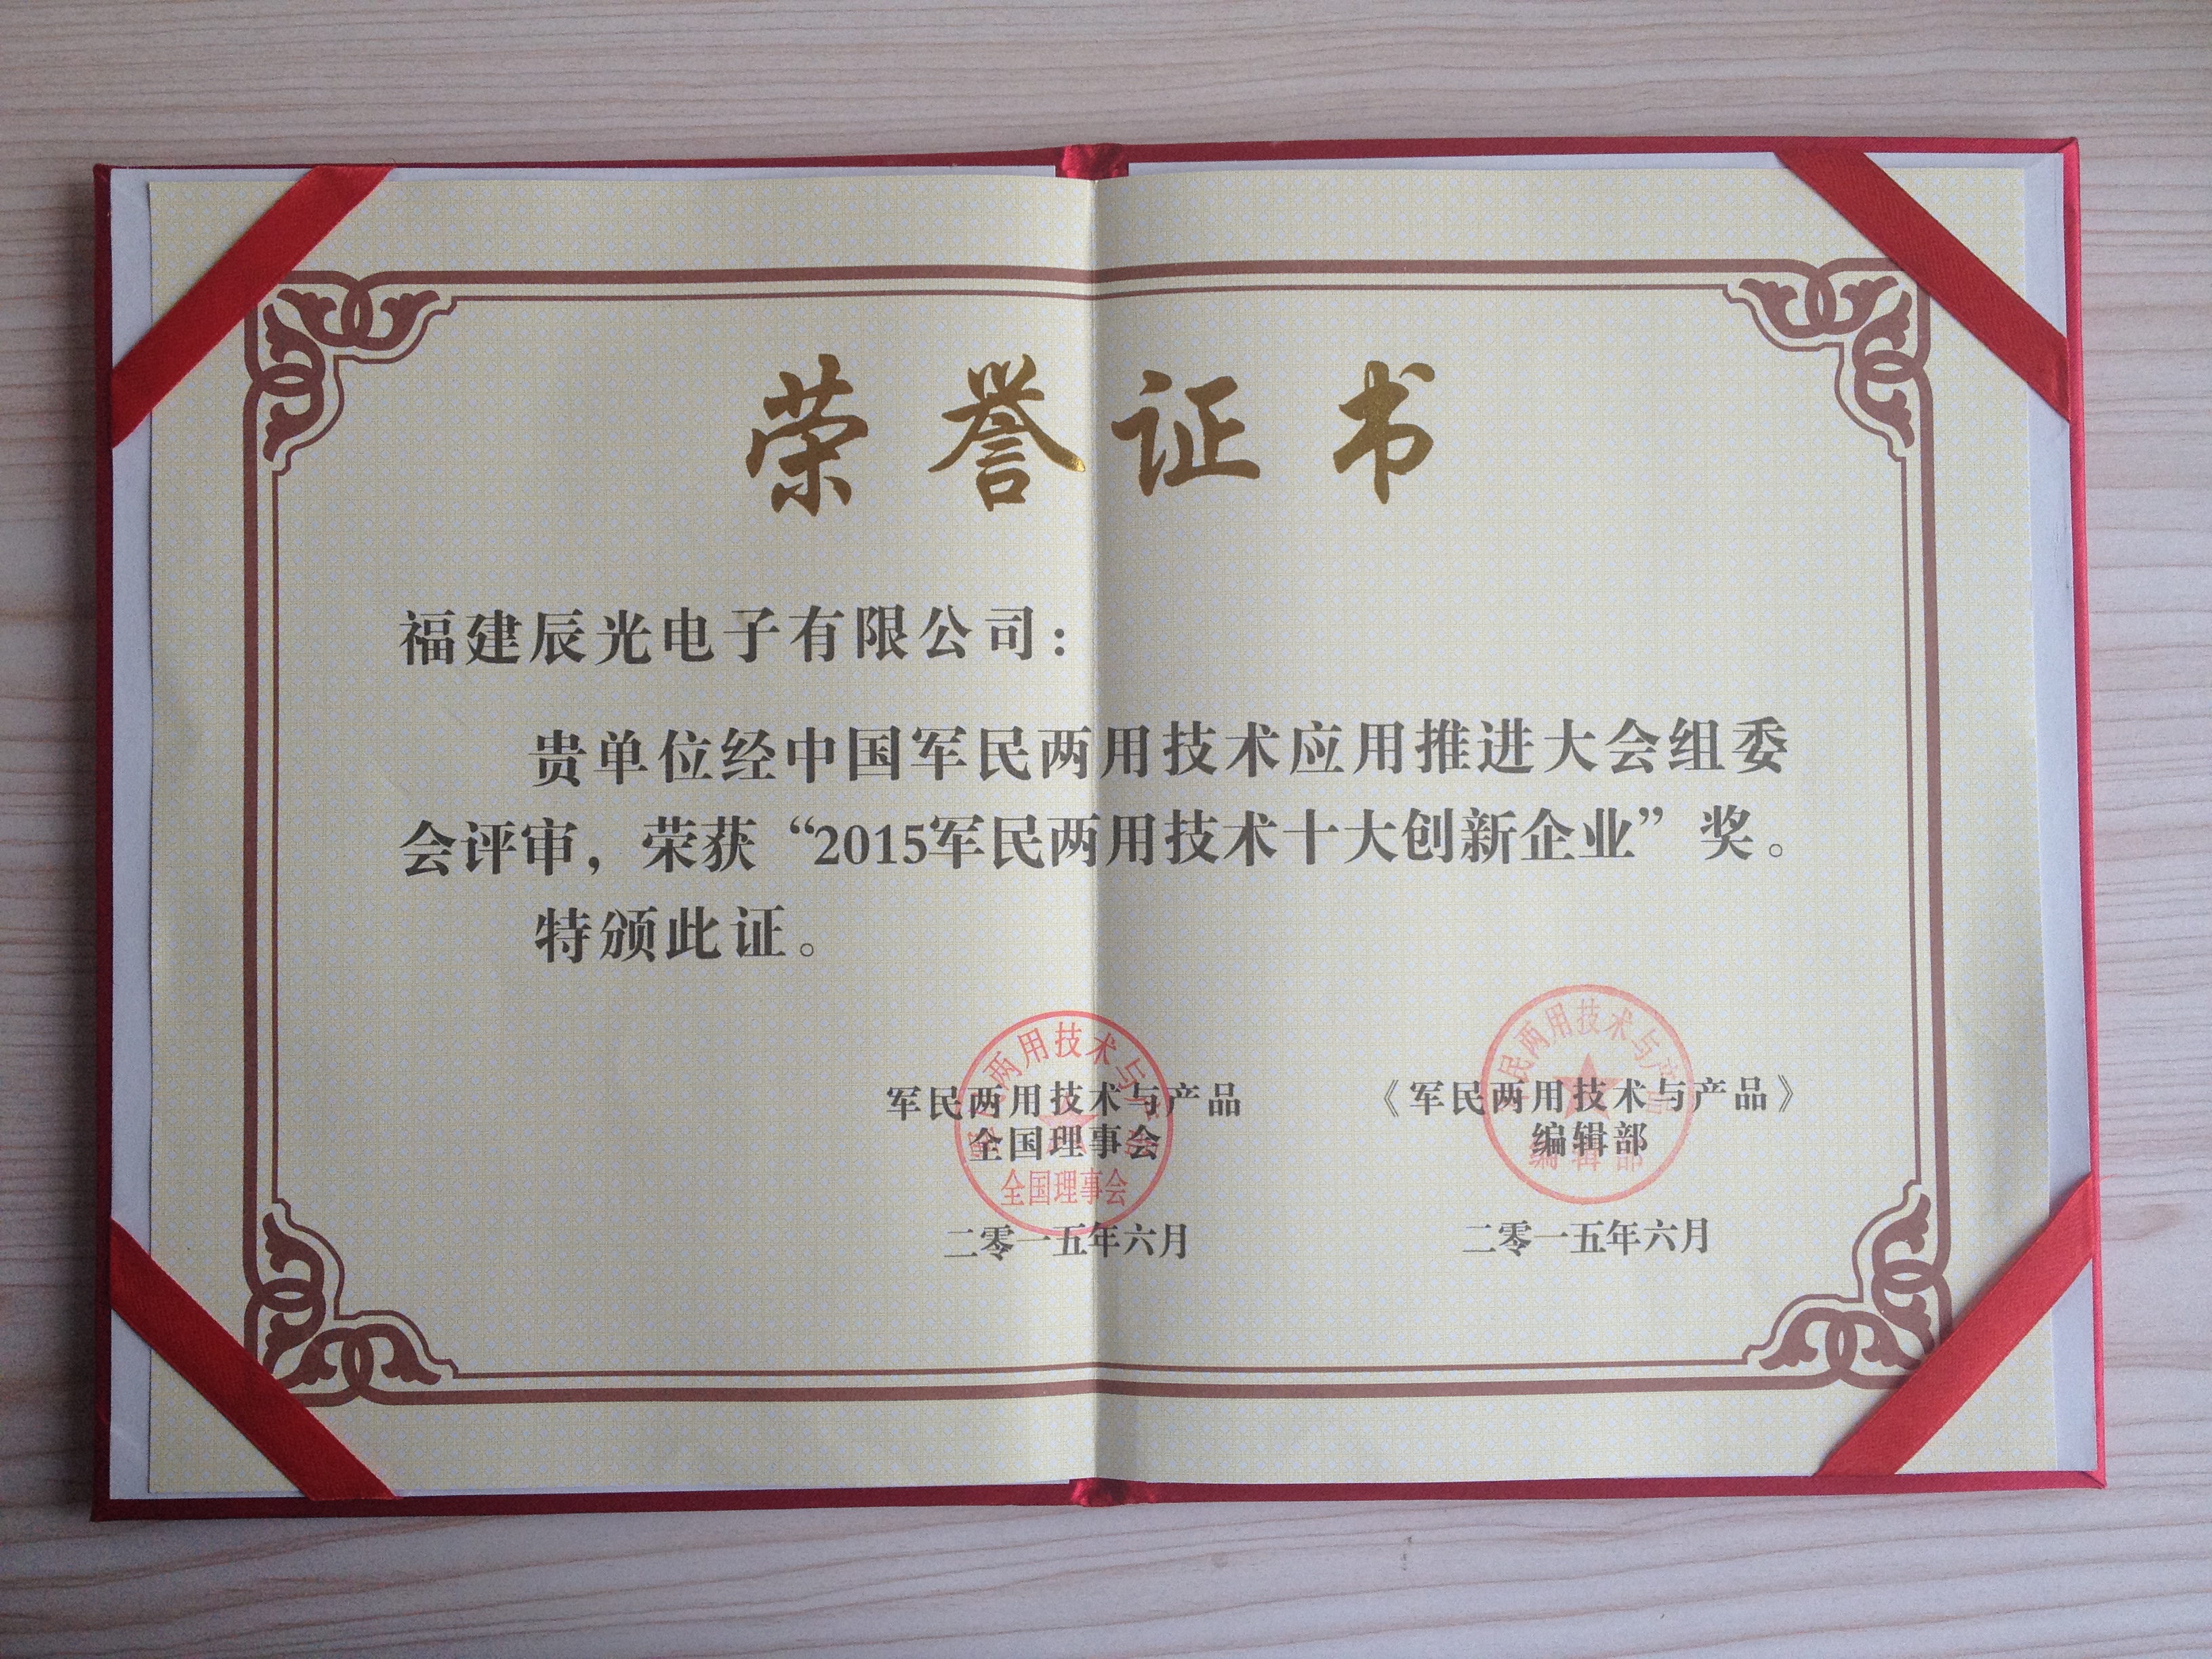 荣誉证书
福建辰光电子有限公司：
贵单位经中国军民两用技术应用推进大会组委
会评审，荣获“2015军民两用技术十大创新企业”奖。
特颁此证。
军民两用技术与产品
全国理事会
全国理事会
二零一五年六月
《军民两用技术与产品》
编辑部
编辑部
二零一五年六月